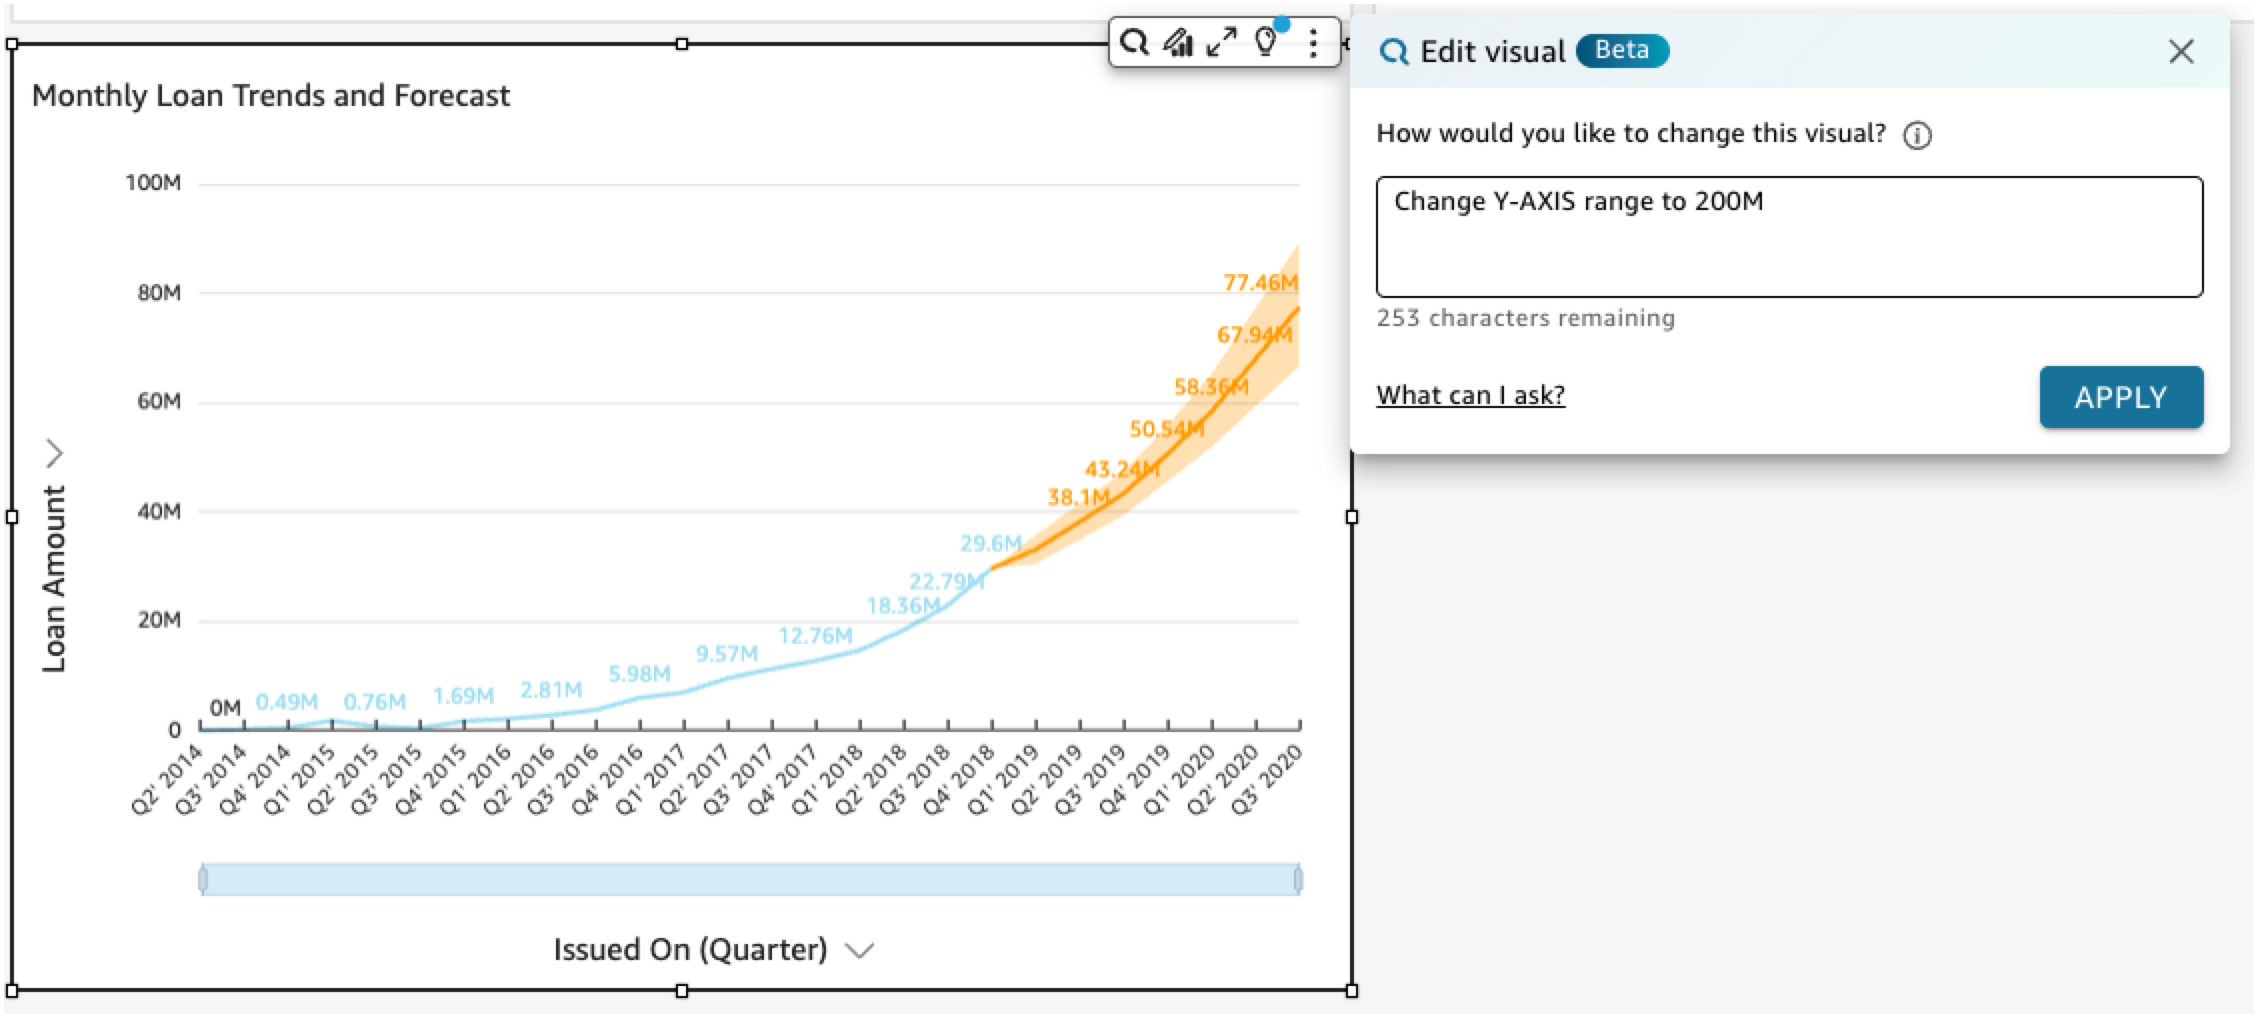 Monthly Loan Trends and Forecast
100M
80M
60M
40M
20M
0
Loan Amount
0M
0.49M
0.76M
1.69M
2.81M
5.98M
9.57M
12.76M
18.36M
22.79M
29.6M
38.1M
43.24M
50.54M
58.36M
67.94M
77.46M
Q2' 2014
Q3' 2014
Q4' 2014
Q1' 2015
Q2' 2015
Q3' 2015
Q4' 2015
Q1' 2016
Q2' 2016
Q3' 2016
Q4' 2016
Q1' 2017
Q2' 2017
Q3' 2017
Q4' 2017
Q1' 2018
Q2' 2018
Q3' 2018
Q4' 2018
Q1' 2019
Q2' 2019
Q3' 2019
Q4' 2019
Q1' 2020
Q2' 2020
Q3' 2020
Issued On (Quarter)
Edit visual Beta
How would you like to change this visual?
Change Y-AXIS range to 200M
253 characters remaining
What can I ask?
APPLY